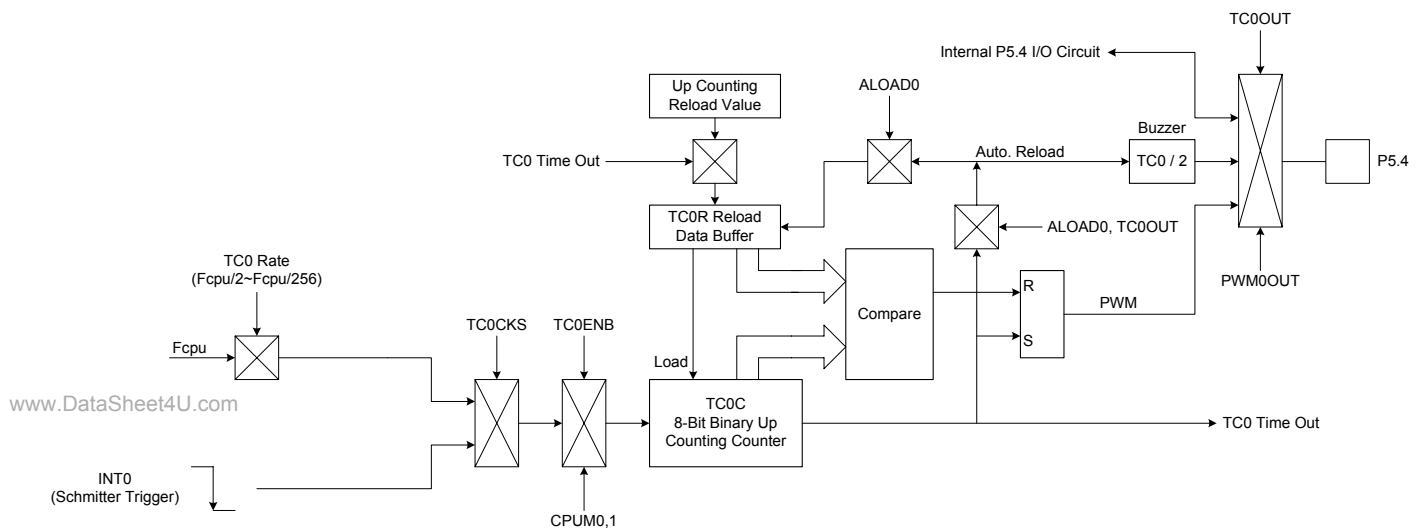 TC0OUT
Internal P5.4 I/O Circuit
Up Counting
Reload Value
ALOAD0
Buzzer
TC0 Time Out
Auto. Reload
TC0 / 2
P5.4
TC0R Reload
Data Buffer
ALOAD0, TC0OUT
TC0 Rate
(Fcpu/2~Fcpu/256)
PWM0OUT
R
PWM
Compare
TC0CKS
TC0ENB
S
Fcpu
Load
www.DataSheet4U.com
TC0C
8-Bit Binary Up
Counting Counter
TC0 Time Out
INT0
(Schmitter Trigger)
CPUM0,1